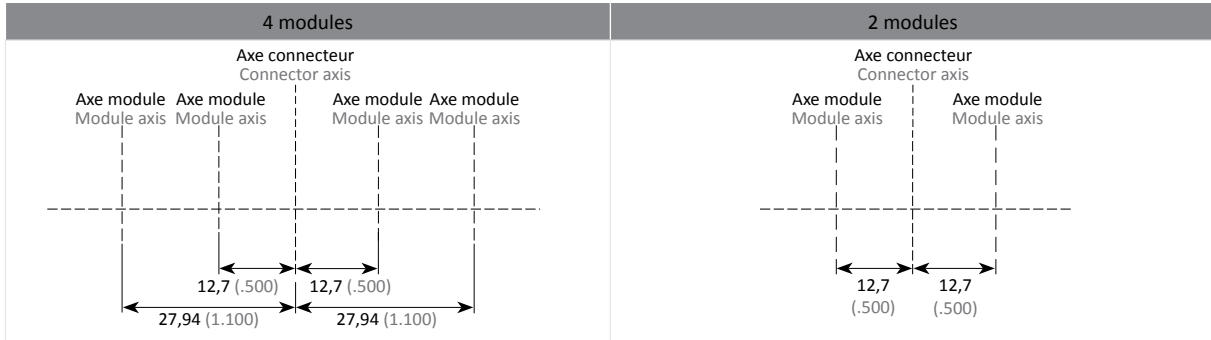 4 modules
2 modules
Axe connecteur
Connector axis
Axe module Axe module Axe module Axe module
Module axis Module axis Module axis Module axis
12,7 (.500) 12,7 (.500)
27,94 (1.100) 27,94 (1.100)
Axe connecteur
Connector axis
Axe module Axe module
Module axis Module axis
12,7 12,7
(.500) (.500)